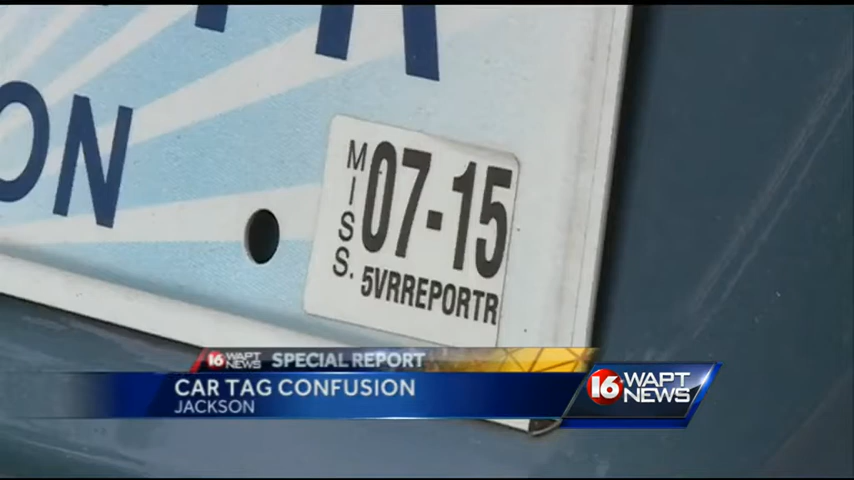 ON
MISS.
07-15
5VRREPORTR
16 WAPT NEWS SPECIAL REPORT
CAR TAG CONFUSION
JACKSON
16 WAPT NEWS